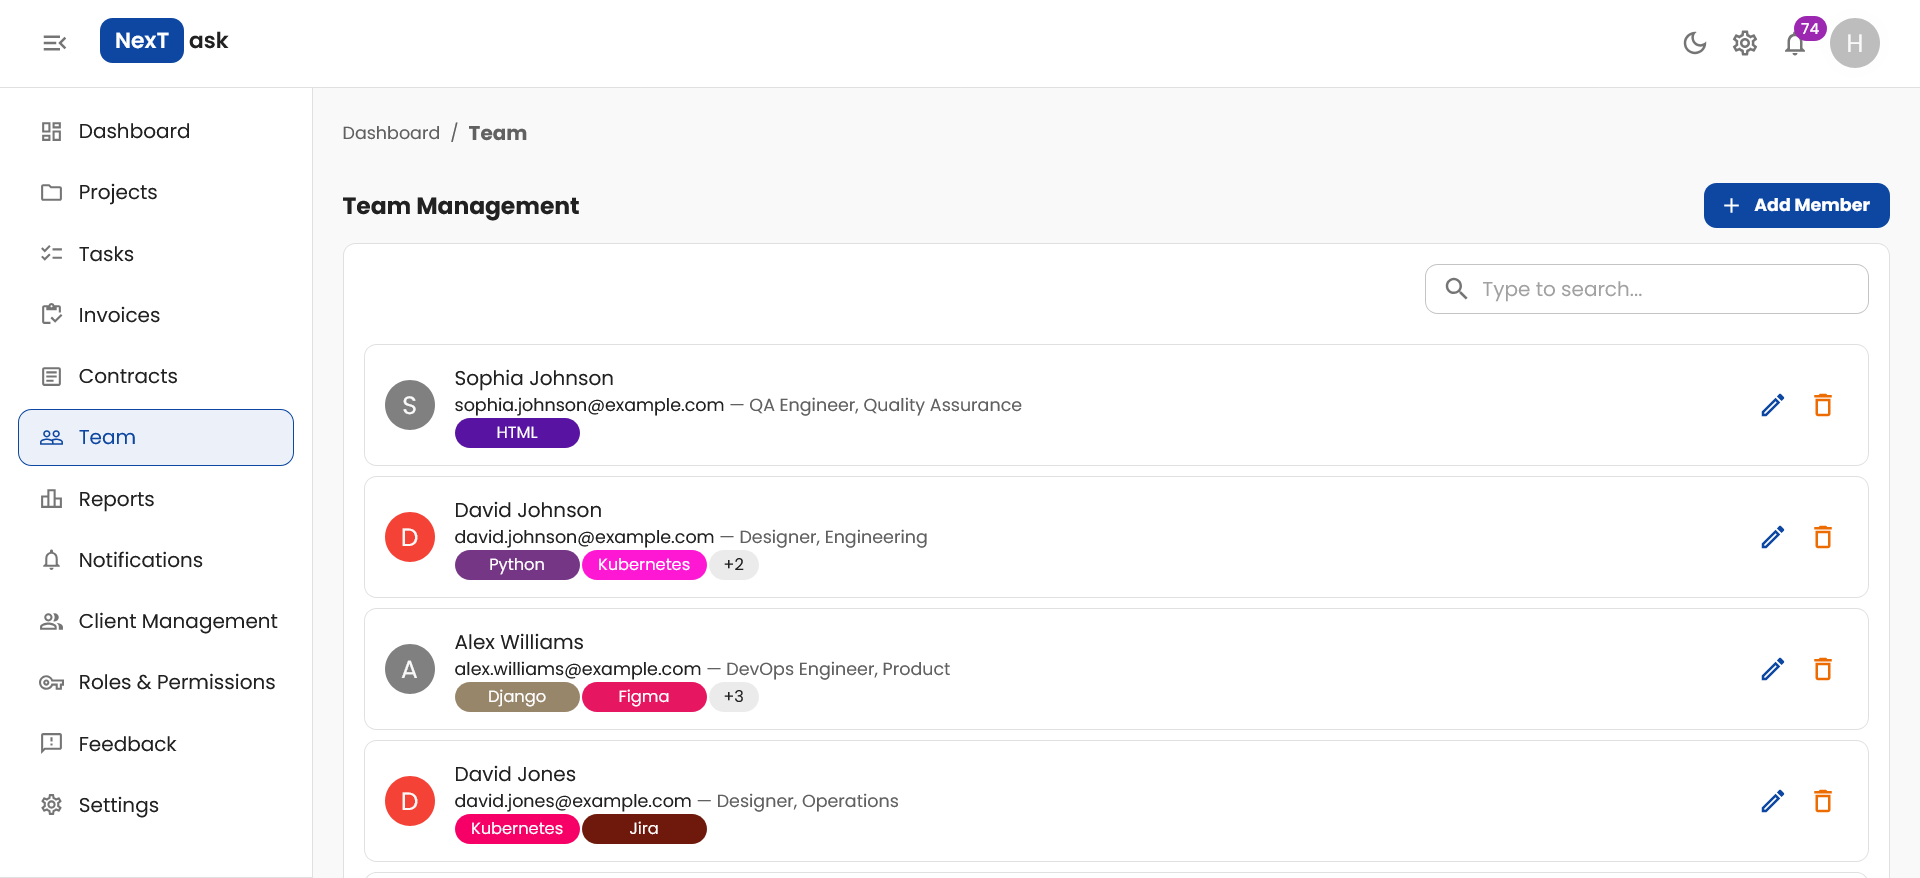 NexT ask
74
H
Dashboard
Projects
Tasks
Invoices
Contracts
Team
Reports
Notifications
Client Management
Roles & Permissions
Feedback
Settings
Dashboard / Team
Team Management
Add Member
Type to search...
S
Sophia Johnson
sophia.johnson@example.com — QA Engineer, Quality Assurance
HTML
D
David Johnson
david.johnson@example.com — Designer, Engineering
Python Kubernetes +2
A
Alex Williams
alex.williams@example.com — DevOps Engineer, Product
Django Figma +3
D
David Jones
david.jones@example.com — Designer, Operations
Kubernetes Jira